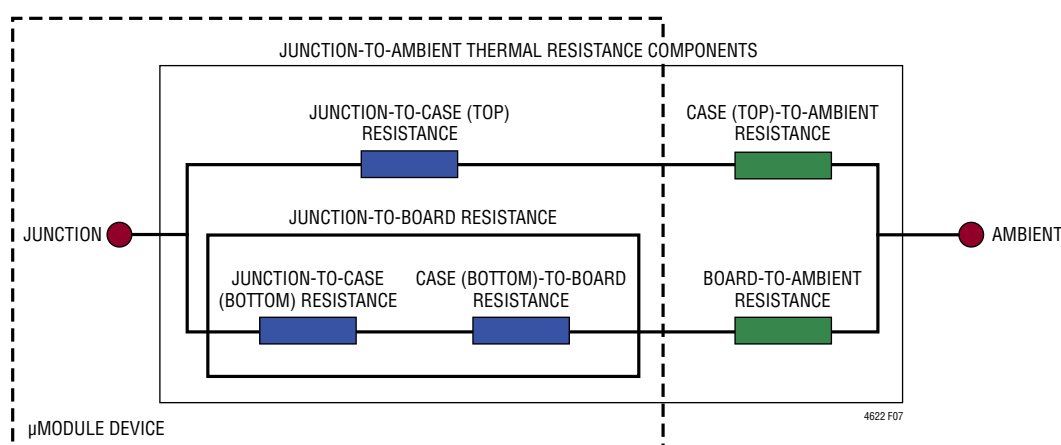 JUNCTION-TO-AMBIENT THERMAL RESISTANCE COMPONENTS
JUNCTION-TO-CASE (TOP)
RESISTANCE
CASE (TOP)-TO-AMBIENT
RESISTANCE
JUNCTION
JUNCTION-TO-BOARD RESISTANCE
AMBIENT
JUNCTION-TO-CASE
(BOTTOM) RESISTANCE
CASE (BOTTOM)-TO-BOARD
RESISTANCE
BOARD-TO-AMBIENT
RESISTANCE
4622 F07
µMODULE DEVICE